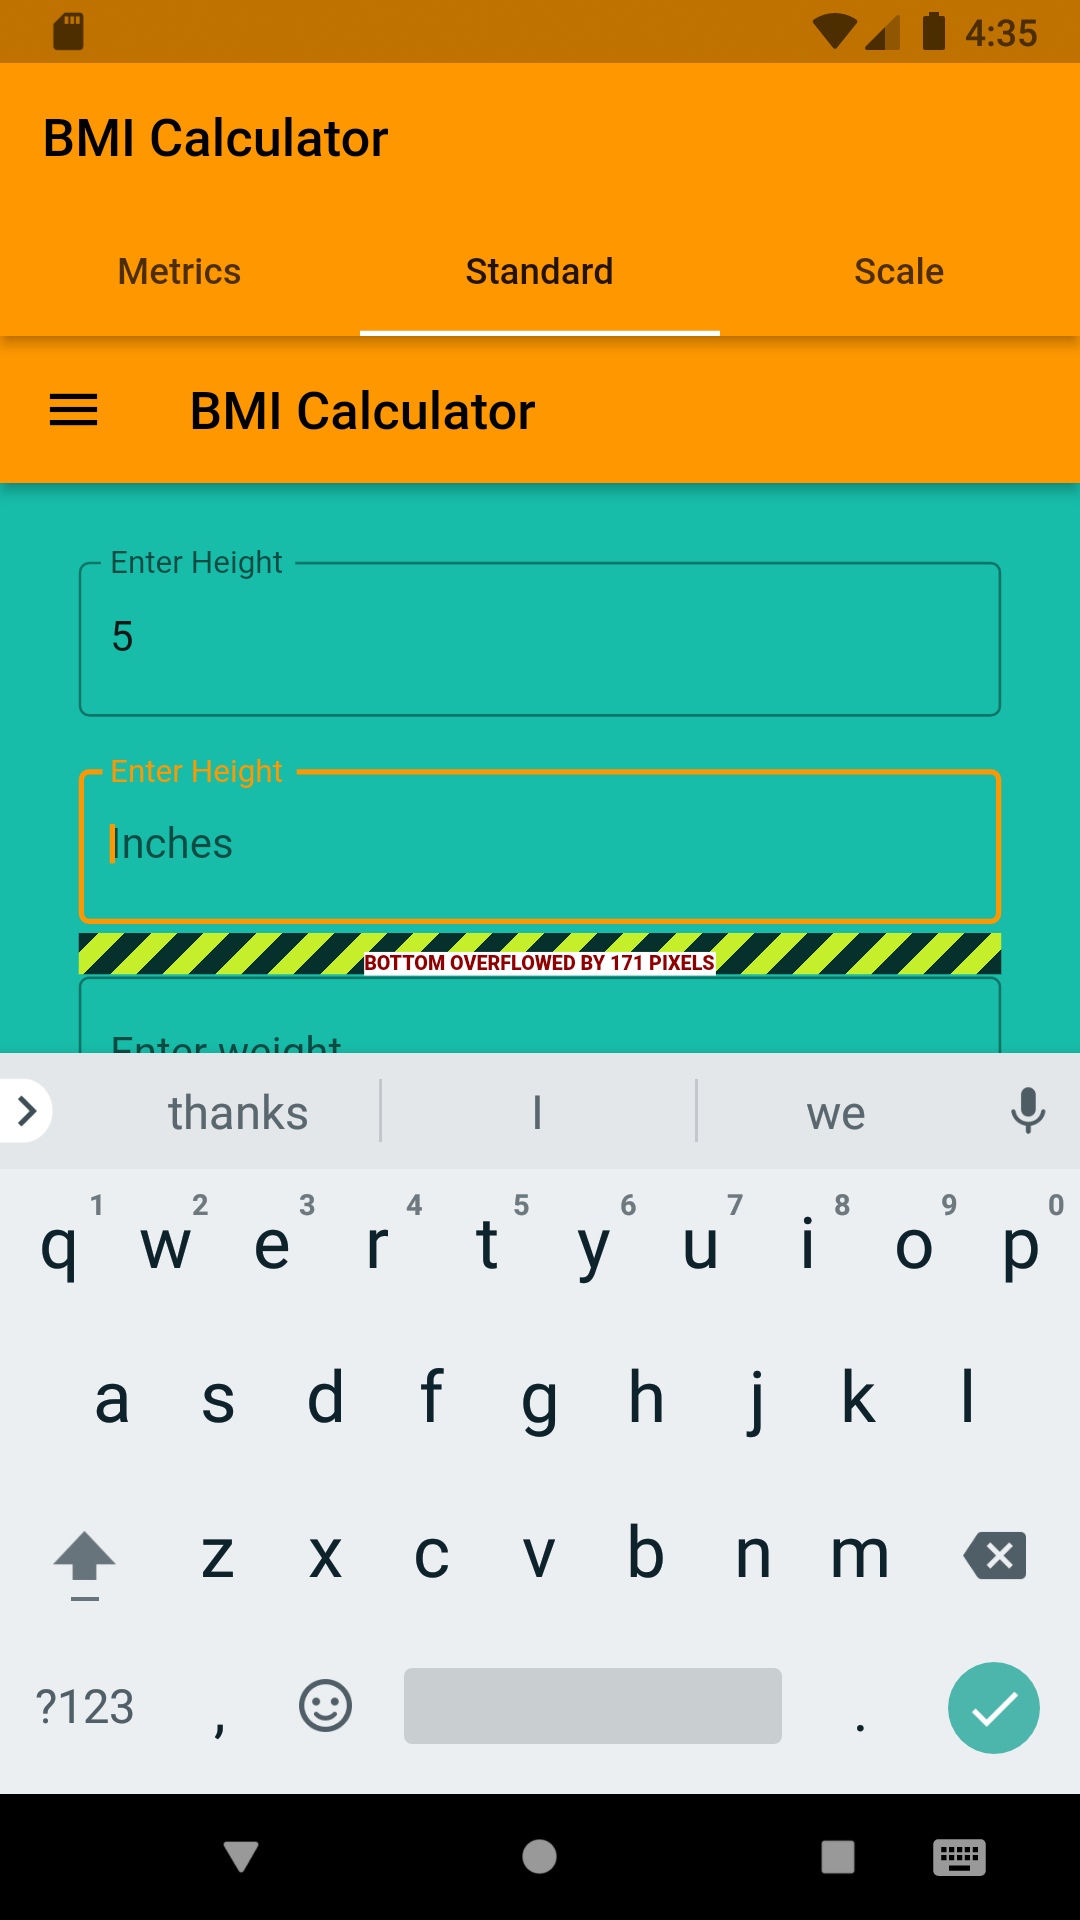 4:35
BMI Calculator
Metrics Standard Scale
BMI Calculator
Enter Height
5
Enter Height
Inches
BOTTOM OVERFLOWED BY 171 PIXELS
Enter weight
thanks I we
1 2 3 4 5 6 7 8 9 0
q w e r t y u i o p
a s d f g h j k l
z x c v b n m
?123 , .